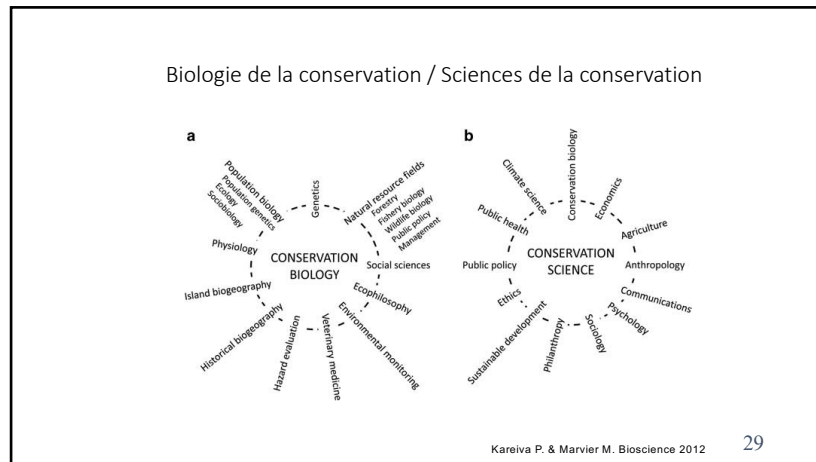 Biologie de la conservation / Sciences de la conservation
a
Genetics
Natural resource fields
Forestry
Fishery biology
Wildlife biology
Public policy
Management
Social sciences
Ecophilosophy
Environmental monitoring
Veterinary medicine
Hazard evaluation
Historical biogeography
Island biogeography
Physiology
Population biology
Population genetics
Ecology
Sociobiology
CONSERVATION
BIOLOGY
b
Conservation biology
Economics
Agriculture
Anthropology
Communications
Psychology
Sociology
Philanthropy
Sustainable development
Ethics
Public policy
Public health
Climate science
CONSERVATION
SCIENCE
Kareiva P. & Marvier M. Bioscience 2012
29